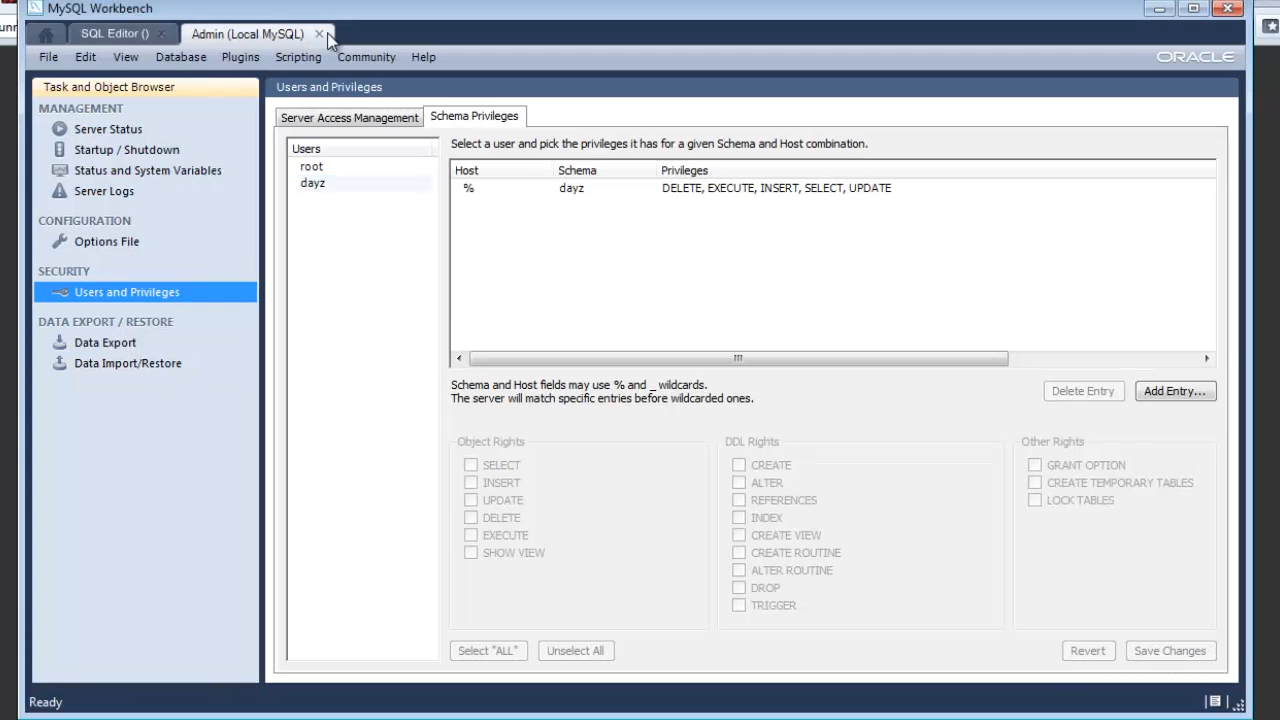 MySQL Workbench
SQL Editor ()
Admin (Local MySQL)
File Edit View Database Plugins Scripting Community Help
ORACLE
Task and Object Browser
MANAGEMENT
Server Status
Startup / Shutdown
Status and System Variables
Server Logs
CONFIGURATION
Options File
SECURITY
Users and Privileges
DATA EXPORT / RESTORE
Data Export
Data Import/Restore
Users and Privileges
Server Access Management
Schema Privileges
Users
root
dayz
Select a user and pick the privileges it has for a given Schema and Host combination.
Host Schema Privileges
% dayz DELETE, EXECUTE, INSERT, SELECT, UPDATE
Schema and Host fields may use % and _ wildcards.
The server will match specific entries before wildcarded ones.
Delete Entry
Add Entry...
Object Rights
SELECT
INSERT
UPDATE
DELETE
EXECUTE
SHOW VIEW
DDL Rights
CREATE
ALTER
REFERENCES
INDEX
CREATE VIEW
CREATE ROUTINE
ALTER ROUTINE
DROP
TRIGGER
Other Rights
GRANT OPTION
CREATE TEMPORARY TABLES
LOCK TABLES
Select "ALL"
Unselect All
Revert
Save Changes
Ready